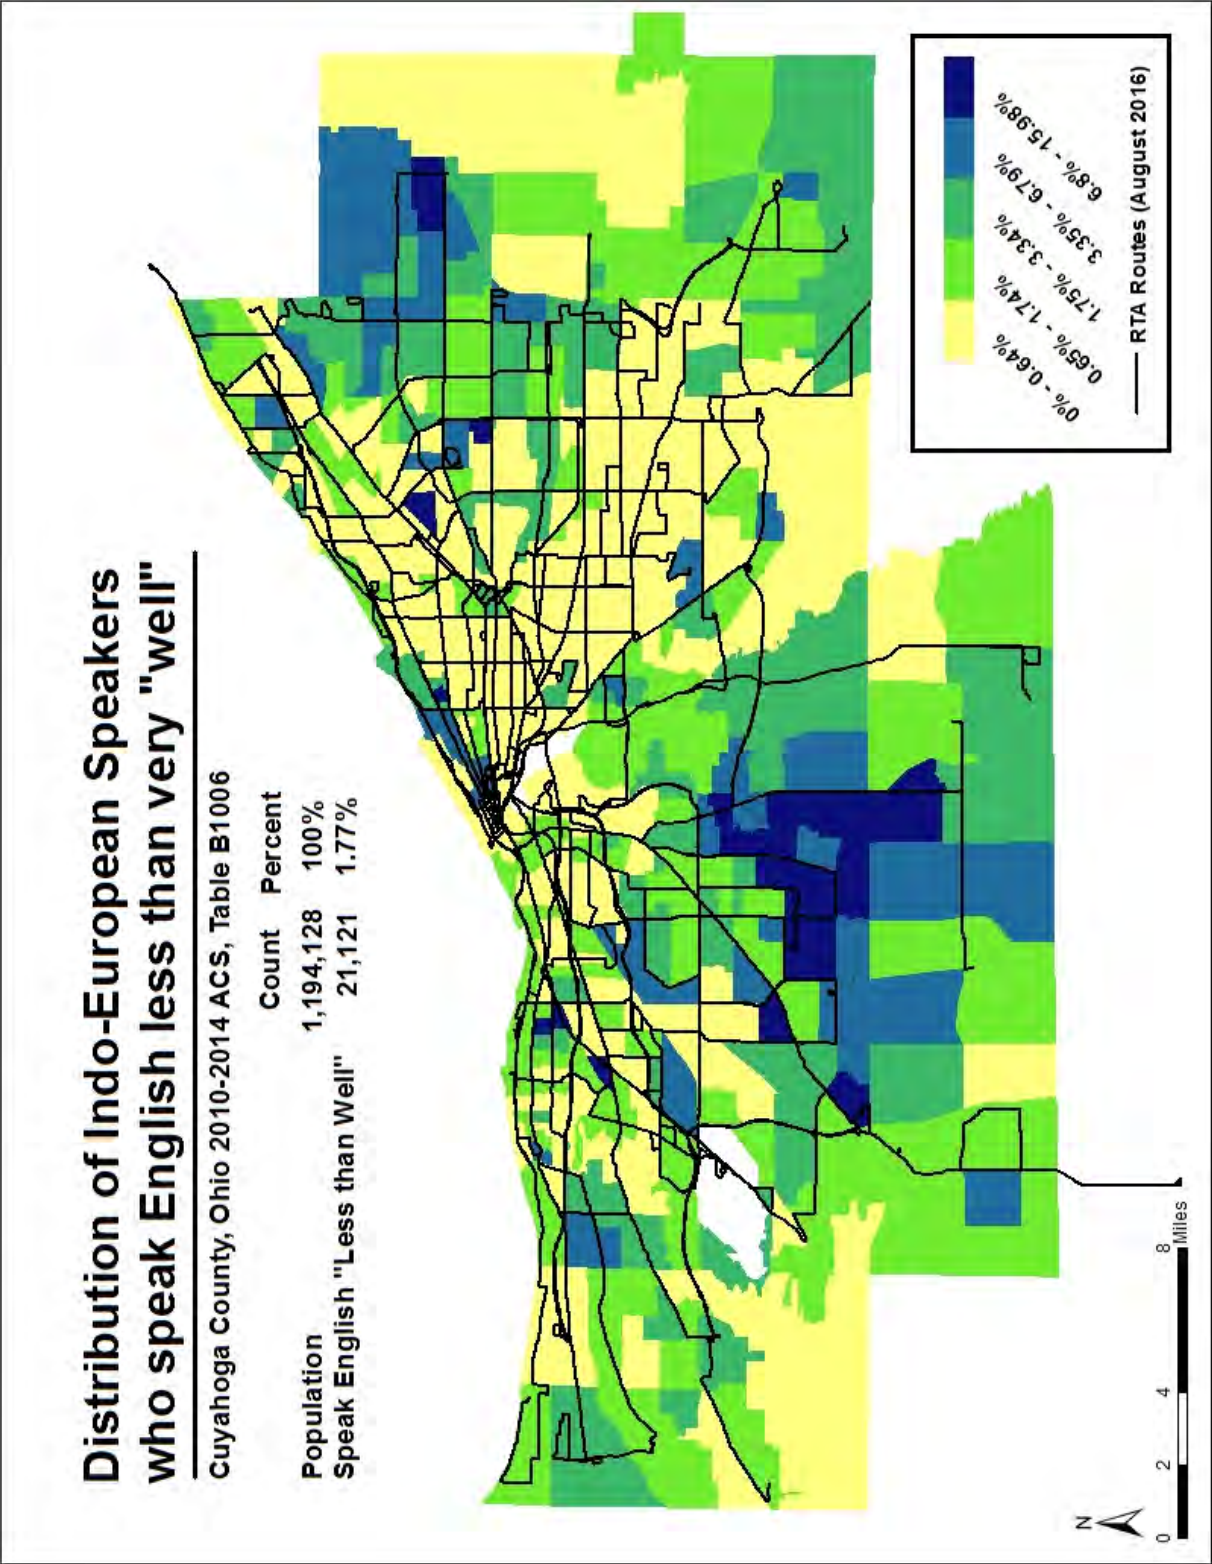 Distribution of Indo-European Speakers
who speak English less than very "well"
Cuyahoga County, Ohio 2010-2014 ACS, Table B1006
Count Percent
Population 1,194,128 100%
Speak English "Less than Well" 21,121 1.77%
0% - 0.64%
0.65% - 1.74%
1.75% - 3.34%
3.35% - 6.79%
6.8% - 15.98%
RTA Routes (August 2016)
N
0 2 4 8
Miles